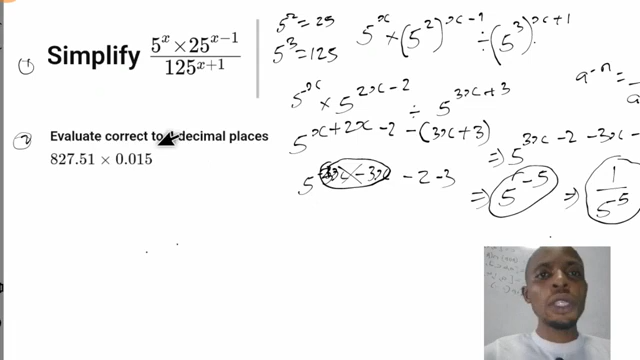 ① Simplify 5^x × 25^{x−1} / 125^{x+1}
5² = 25
5³ = 125
5^x × (5²)^{x−1} ÷ (5³)^{x+1}
a^{-n} = 1/a
5^x × 5^{2x−2} ÷ 5^{3x+3}
5^{x+2x−2−(3x+3)} ⇒ 5^{3x−2−3x−
5^{3x−3x −2−3} ⇒ 5^{−5} ⇒ 1/5⁵
② Evaluate correct to decimal places
827.51 × 0.015